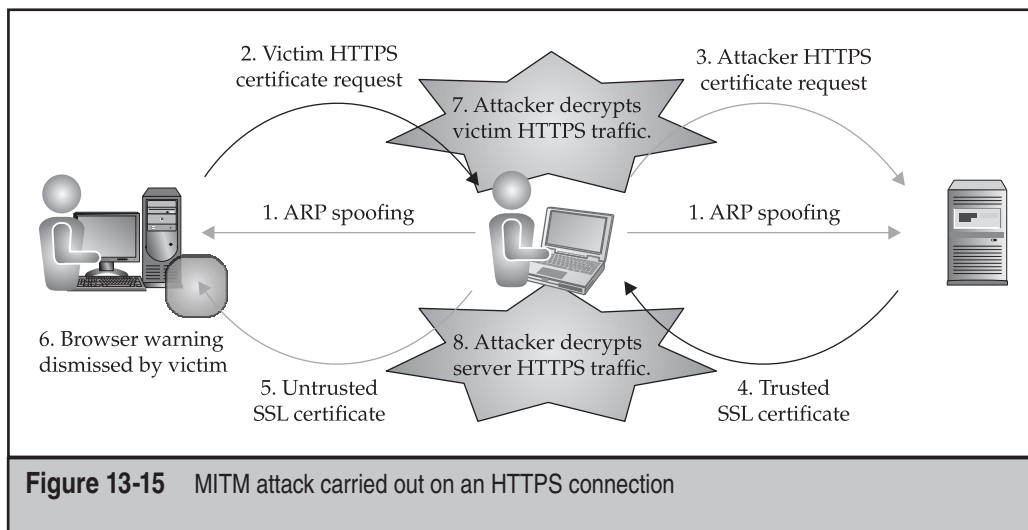 2. Victim HTTPS
certificate request
3. Attacker HTTPS
certificate request
7. Attacker decrypts
victim HTTPS traffic.
1. ARP spoofing
1. ARP spoofing
6. Browser warning
dismissed by victim
8. Attacker decrypts
server HTTPS traffic.
5. Untrusted
SSL certificate
4. Trusted
SSL certificate
Figure 13-15 MITM attack carried out on an HTTPS connection